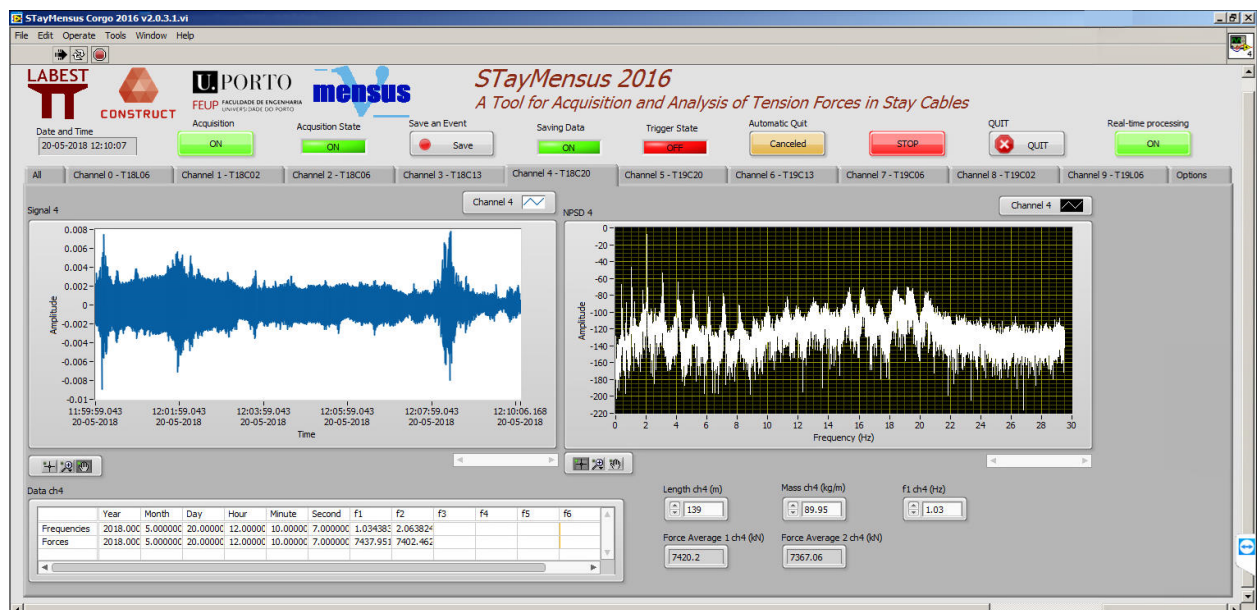 STayMensus Corgo 2016 v2.0.3.1.vi
File Edit Operate Tools Window Help
4
LABEST
CONSTRUCT
U. PORTO
FEUP FACULDADE DE ENGENHARIA
UNIVERSIDADE DO PORTO
V
mensus
STayMensus 2016
A Tool for Acquisition and Analysis of Tension Forces in Stay Cables
Date and Time
20-05-2018 12:10:07
Acquisition
ON
Acqusition State
ON
Save an Event
Save
Saving Data
ON
Trigger State
OFF
Automatic Quit
Canceled
STOP
QUIT
QUIT
Real-time processing
ON
All Channel 0 - T18L06 Channel 1 - T18C02 Channel 2 - T18C06 Channel 3 - T18C13 Channel 4 - T18C20 Channel 5 - T19C20 Channel 6 - T19C13 Channel 7 - T19C06 Channel 8 - T19C02 Channel 9 - T19L06 Options
Signal 4
Channel 4
Amplitude
0.008
0.006
0.004
0.002
0
-0.002
-0.004
-0.006
-0.008
-0.01
11:59:59.043 12:01:59.043 12:03:59.043 12:05:59.043 12:07:59.043 12:10:06.168
20-05-2018 20-05-2018 20-05-2018 20-05-2018 20-05-2018 20-05-2018
Time
NPSD 4
Channel 4
Amplitude
0
-20
-40
-60
-80
-100
-120
-140
-160
-180
-200
-220
0 2 4 6 8 10 12 14 16 18 20 22 24 26 28 30
Frequency (Hz)
Data ch4
Year Month Day Hour Minute Second f1 f2 f3 f4 f5 f6
Frequencies 2018.000 5.000000 20.00000 12.00000 10.00000 7.000000 1.034383 2.063824
Forces 2018.000 5.000000 20.00000 12.00000 10.00000 7.000000 7437.951 7402.462
Length ch4 (m)
139
Mass ch4 (kg/m)
89.95
f1 ch4 (Hz)
1.03
Force Average 1 ch4 (kN)
7420.2
Force Average 2 ch4 (kN)
7367.06